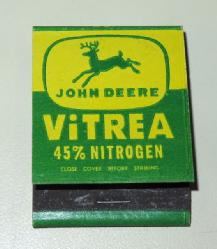 JOHN DEERE
ViTREA
45% NITROGEN
CLOSE COVER BEFORE STRIKING